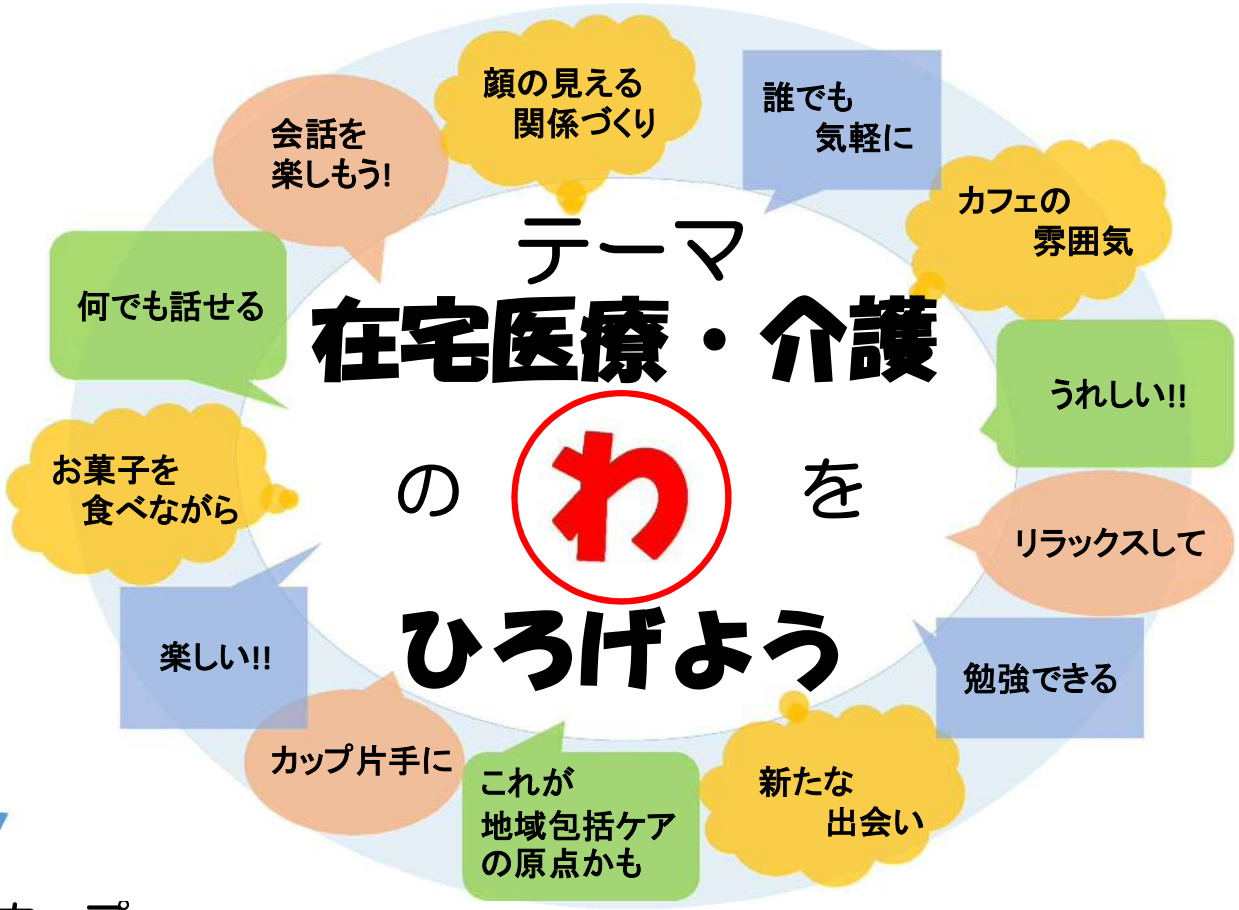 顔の見える
関係づくり
誰でも
気軽に
会話を
楽しもう!
カフェの
雰囲気
テーマ
何でも話せる
在宅医療・介護
うれしい!!
お菓子を
食べながら
の わ を
リラックスして
ひろげよう
楽しい!!
勉強できる
カップ片手に
これが
地域包括ケア
の原点かも
新たな
出会い